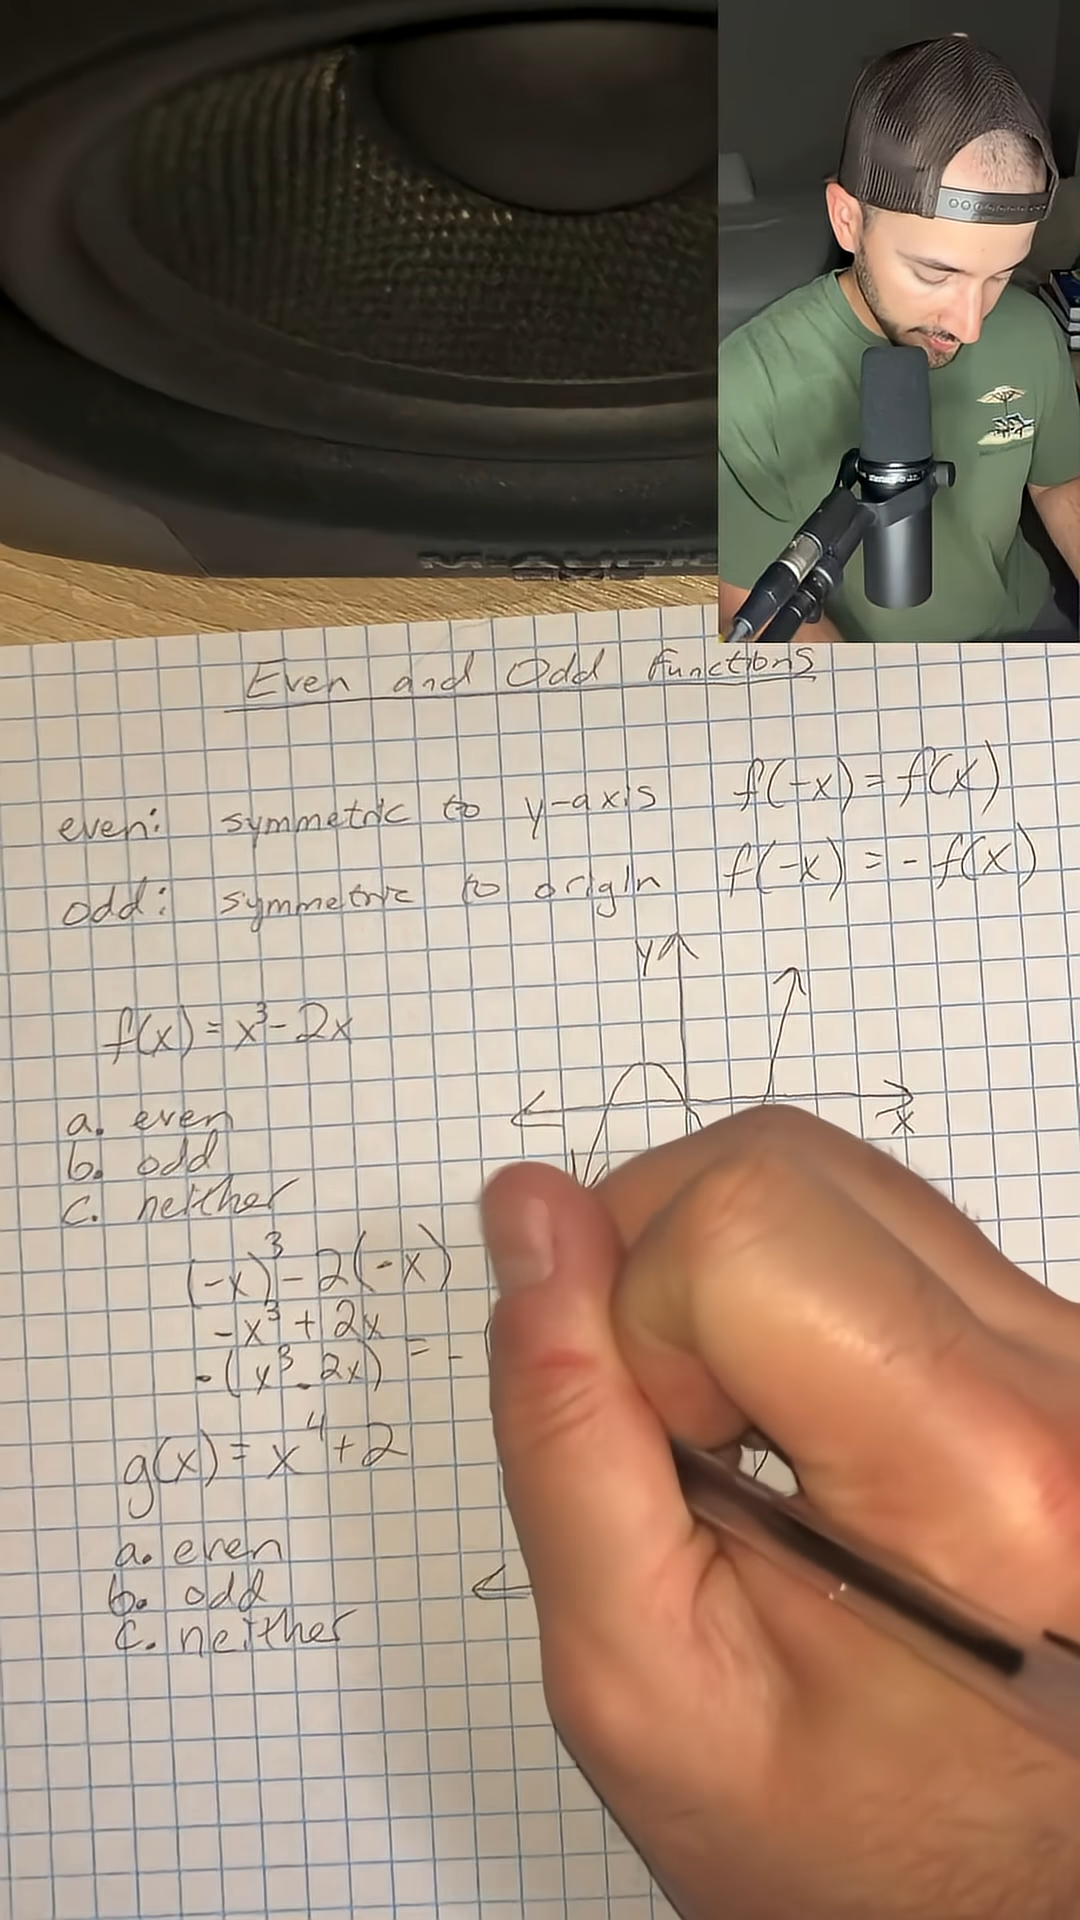 M-AUDIO
Even and Odd Functions
even: symmetric to y-axis f(-x) = f(x)
odd: symmetric to origin f(-x) = - f(x)
y
f(x) = x³ - 2x
x
a. even
b. odd
c. neither
(-x)³ - 2(-x)
-x³ + 2x
-(x³ - 2x) = -
g(x) = x⁴ + 2
a. even
b. odd
c. neither